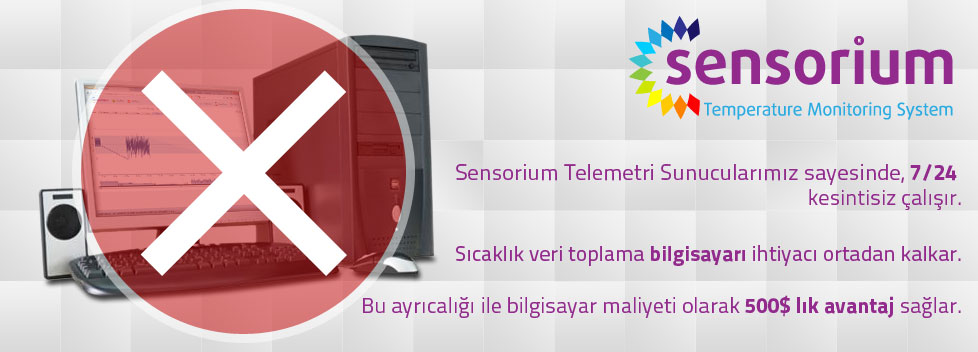 sensorium
Temperature Monitoring System
Sensorium Telemetri Sunucularımız sayesinde, 7/24
kesintisiz çalışır.
Sıcaklık veri toplama bilgisayarı ihtiyacı ortadan kalkar.
Bu ayrıcalığı ile bilgisayar maliyeti olarak 500$ lık avantaj sağlar.